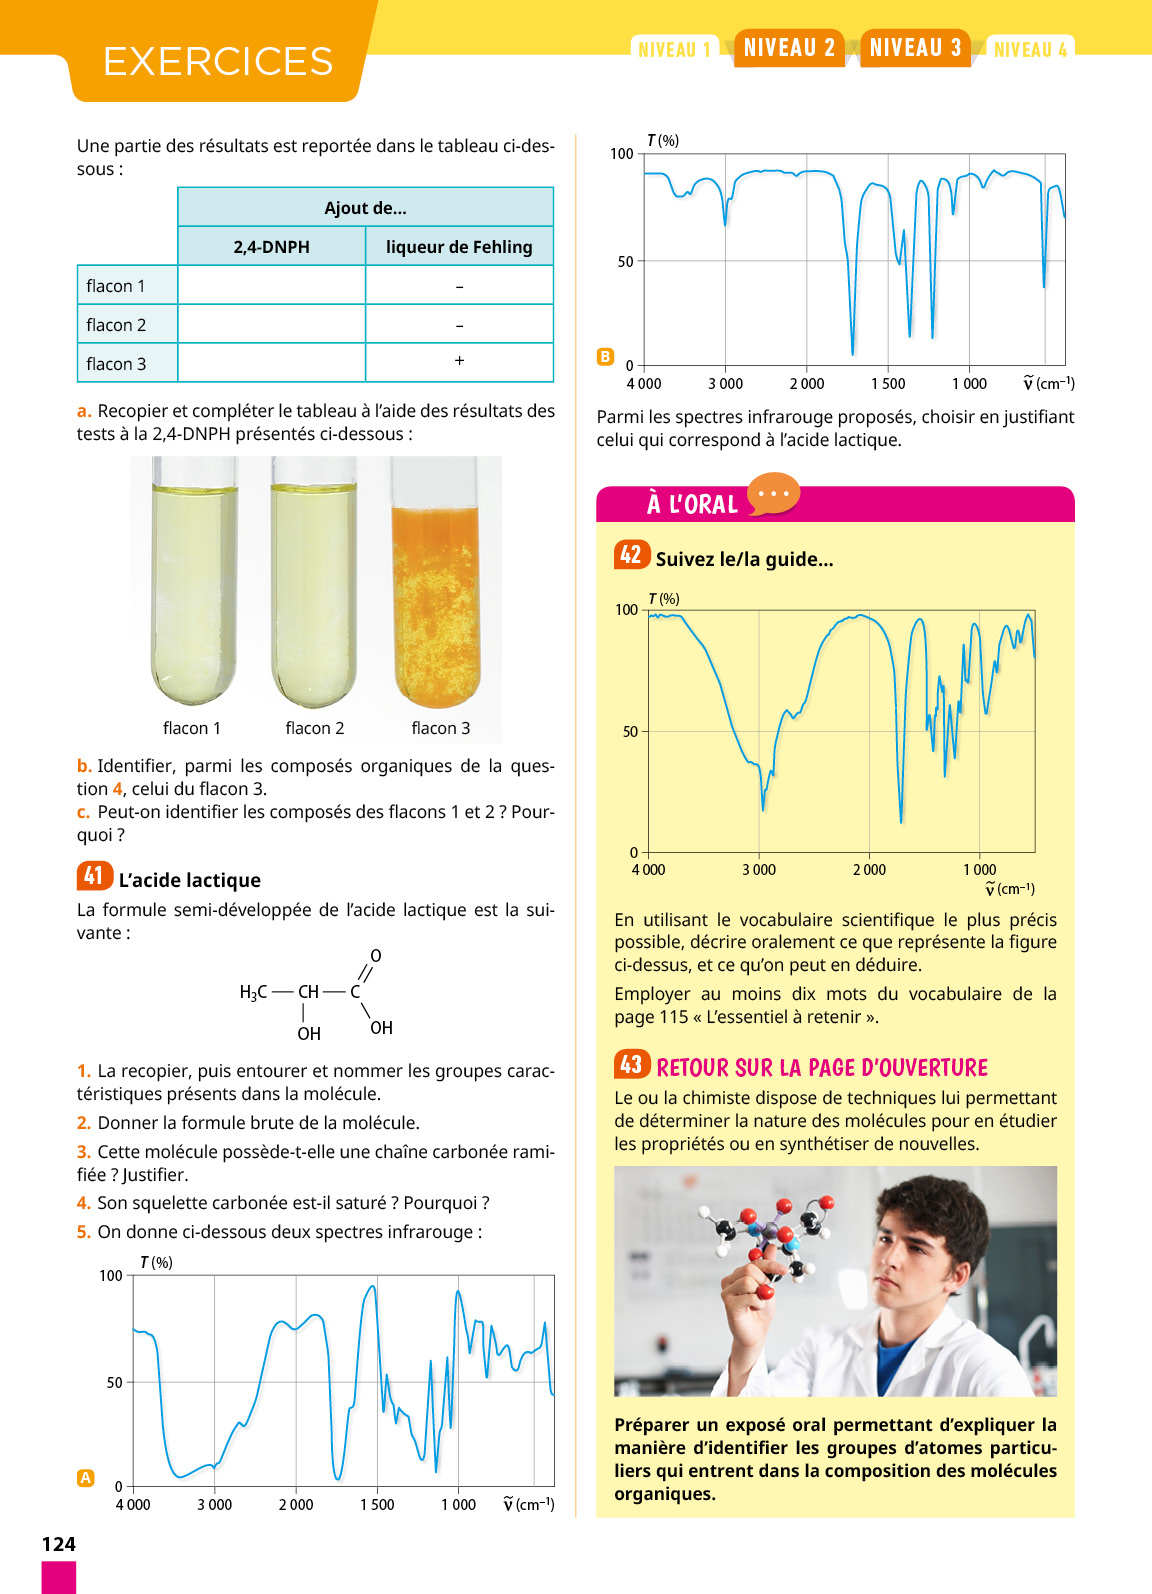 EXERCICES
NIVEAU 1
NIVEAU 2
NIVEAU 3
NIVEAU 4
Une partie des résultats est reportée dans le tableau ci-des-
sous :
Ajout de...
2,4-DNPH
liqueur de Fehling
flacon 1
–
flacon 2
–
flacon 3
+
a. Recopier et compléter le tableau à l'aide des résultats des
tests à la 2,4-DNPH présentés ci-dessous :
flacon 1
flacon 2
flacon 3
b. Identifier, parmi les composés organiques de la ques-
tion 4, celui du flacon 3.
c. Peut-on identifier les composés des flacons 1 et 2 ? Pour-
quoi ?
41 L'acide lactique
La formule semi-développée de l'acide lactique est la sui-
vante :
O
H₃C — CH — C
OH
OH
1. La recopier, puis entourer et nommer les groupes carac-
téristiques présents dans la molécule.
2. Donner la formule brute de la molécule.
3. Cette molécule possède-t-elle une chaîne carbonée rami-
fiée ? Justifier.
4. Son squelette carbonée est-il saturé ? Pourquoi ?
5. On donne ci-dessous deux spectres infrarouge :
T (%)
100
50
A
0
4 000
3 000
2 000
1 500
1 000
ṽ (cm⁻¹)
T (%)
100
50
B
0
4 000
3 000
2 000
1 500
1 000
ṽ (cm⁻¹)
Parmi les spectres infrarouge proposés, choisir en justifiant
celui qui correspond à l'acide lactique.
À L'ORAL
42 Suivez le/la guide...
T (%)
100
50
0
4 000
3 000
2 000
1 000
ṽ (cm⁻¹)
En utilisant le vocabulaire scientifique le plus précis
possible, décrire oralement ce que représente la figure
ci-dessus, et ce qu'on peut en déduire.
Employer au moins dix mots du vocabulaire de la
page 115 « L'essentiel à retenir ».
43 RETOUR SUR LA PAGE D'OUVERTURE
Le ou la chimiste dispose de techniques lui permettant
de déterminer la nature des molécules pour en étudier
les propriétés ou en synthétiser de nouvelles.
Préparer un exposé oral permettant d'expliquer la
manière d'identifier les groupes d'atomes particu-
liers qui entrent dans la composition des molécules
organiques.
124